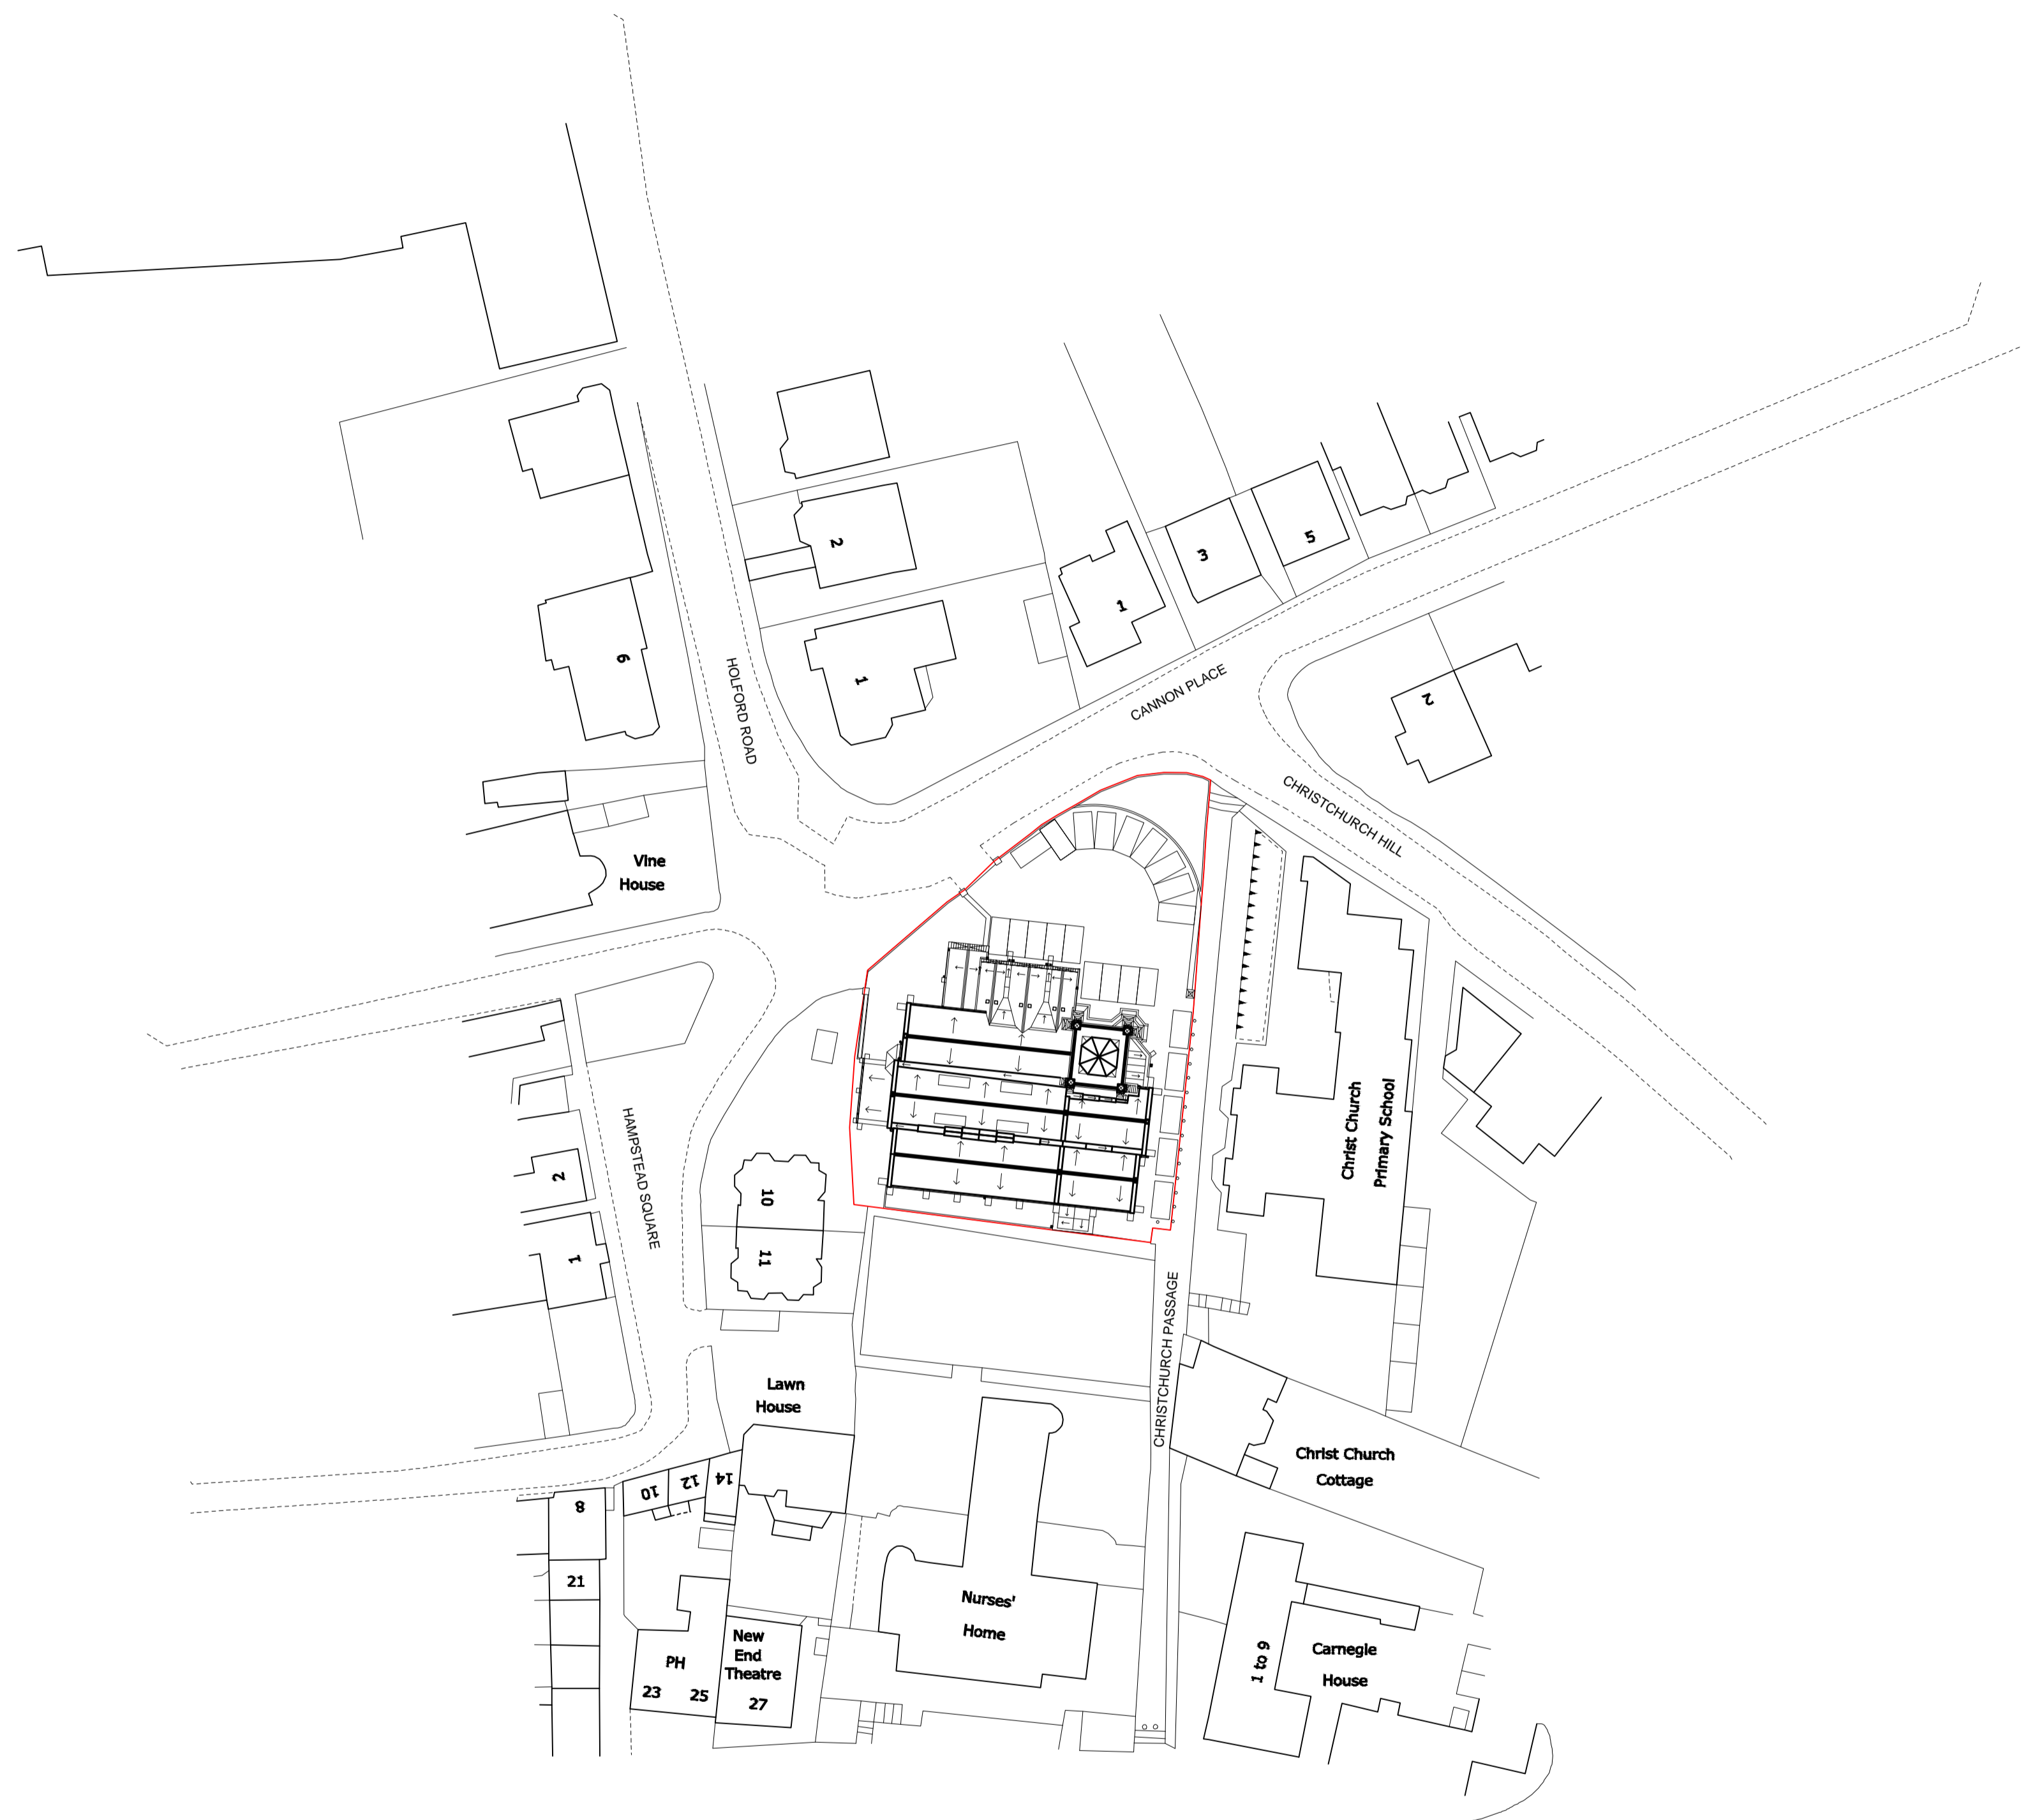 2
3
5
1
6
1
2
HOLFORD ROAD
CANNON PLACE
CHRISTCHURCH HILL
Vine
House
HAMPSTEAD SQUARE
2
1
10
11
Christ Church
Primary School
CHRISTCHURCH PASSAGE
Lawn
House
Christ Church
Cottage
10
12
14
8
21
Nurses'
Home
New
End
Theatre
27
PH
23
25
1 to 9
Carnegie
House